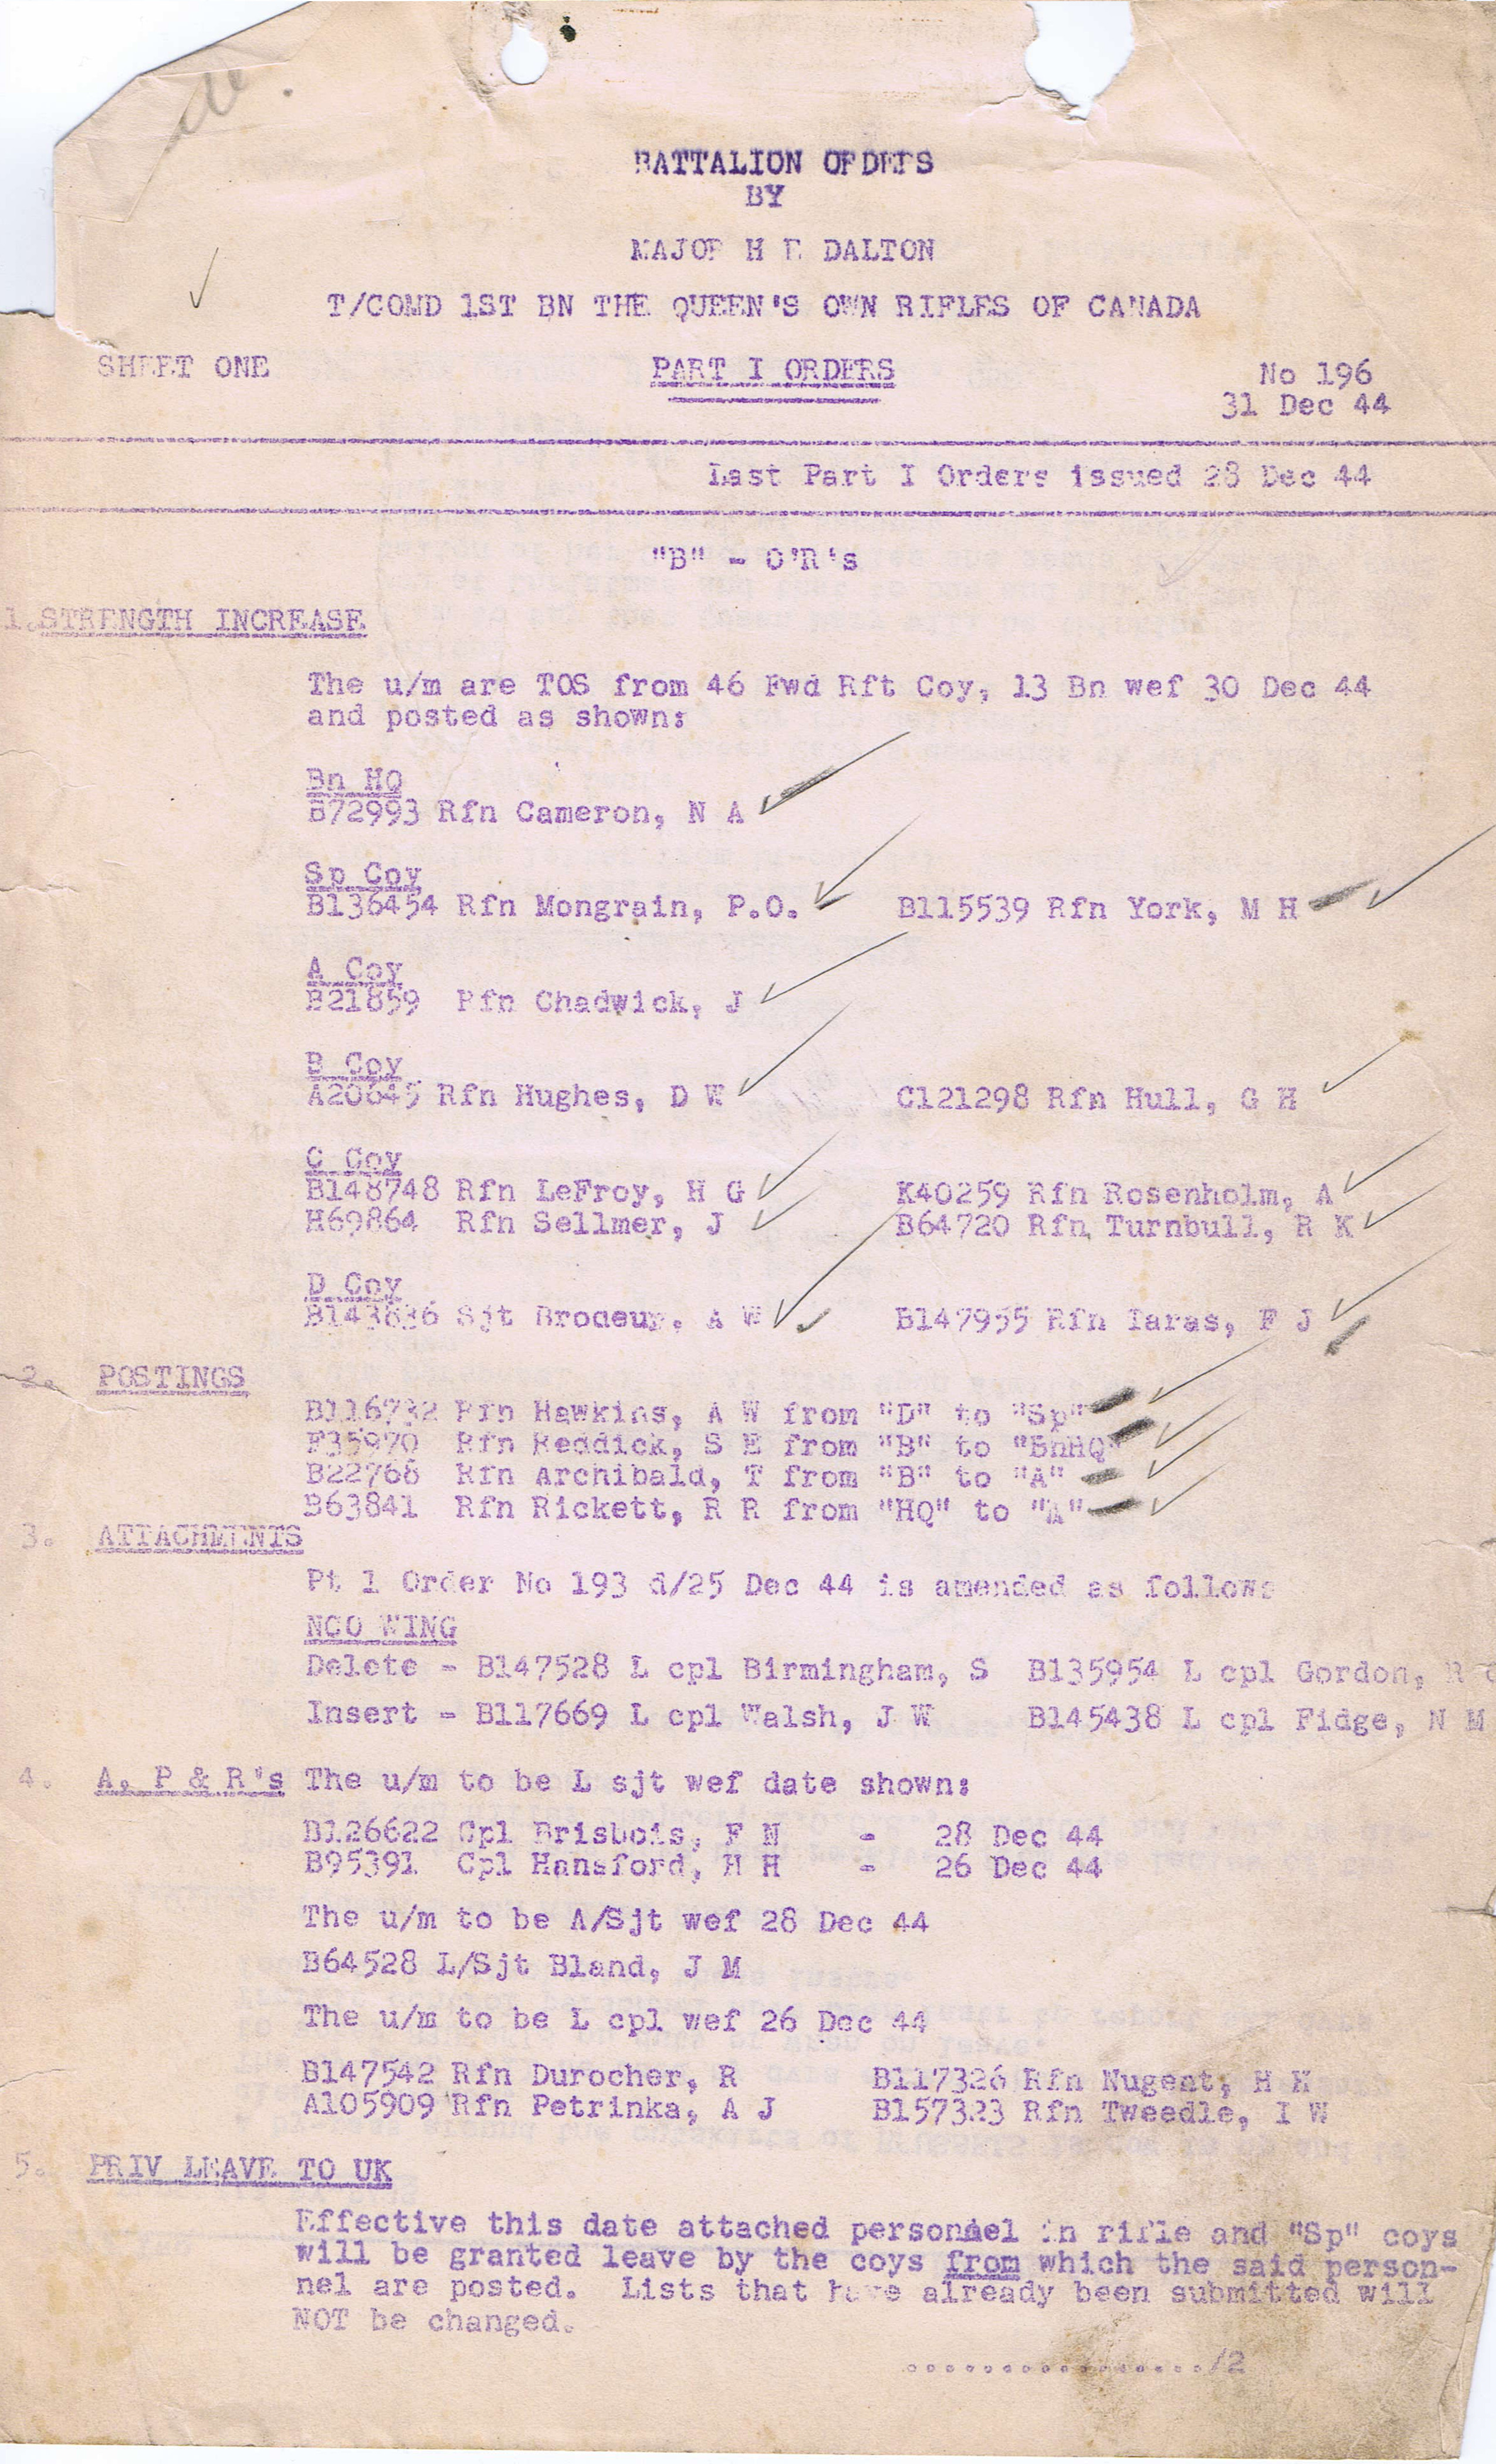 BATTALION ORDERS
BY
MAJOR H E DALTON
T/COMD 1ST BN THE QUEEN'S OWN RIFLES OF CANADA
SHEET ONE PART I ORDERS No 196
31 Dec 44
Last Part I Orders issued 28 Dec 44
"B" - O'R's
1. STRENGTH INCREASE
The u/m are TOS from 46 Fwd Rft Coy, 13 Bn wef 30 Dec 44
and posted as shown:
Bn HQ
B72993 Rfn Cameron, N A
Sp Coy
B136454 Rfn Mongrain, P.O. B115539 Rfn York, M H
A Coy
B21859 Rfn Chadwick, J
B Coy
A20645 Rfn Hughes, D W C121298 Rfn Hull, G H
C Coy
B148748 Rfn LeFroy, H G K40259 Rfn Rosenholm, A
H69864 Rfn Sellmer, J B64720 Rfn Turnbull, R K
D Coy
B143636 Sjt Brodeur, A W B147955 Rfn Taras, F J
2. POSTINGS
B116732 Rfn Hawkins, A W from "D" to "Sp"
F35970 Rfn Reddick, S E from "B" to "BnHQ"
B22768 Rfn Archibald, T from "B" to "A"
B63841 Rfn Rickett, R R from "HQ" to "A"
3. ATTACHMENTS
Pt 1 Order No 193 d/25 Dec 44 is amended as follows
NCO WING
Delete - B147528 L cpl Birmingham, S B135954 L cpl Gordon, R
Insert - B117669 L cpl Walsh, J W B145438 L cpl Fidge, N M
4. A, P & R's The u/m to be L sjt wef date shown:
B126622 Cpl Brisbois, F N - 28 Dec 44
B95391 Cpl Hansford, H H - 26 Dec 44
The u/m to be A/Sjt wef 28 Dec 44
B64528 L/Sjt Bland, J M
The u/m to be L cpl wef 26 Dec 44
B147542 Rfn Durocher, R B117326 Rfn Nugent, H H
A105909 Rfn Petrinka, A J B157323 Rfn Tweedle, I W
5. PRIV LEAVE TO UK
Effective this date attached personnel in rifle and "Sp" coys
will be granted leave by the coys from which the said person-
nel are posted. Lists that have already been submitted will
NOT be changed.
................/2